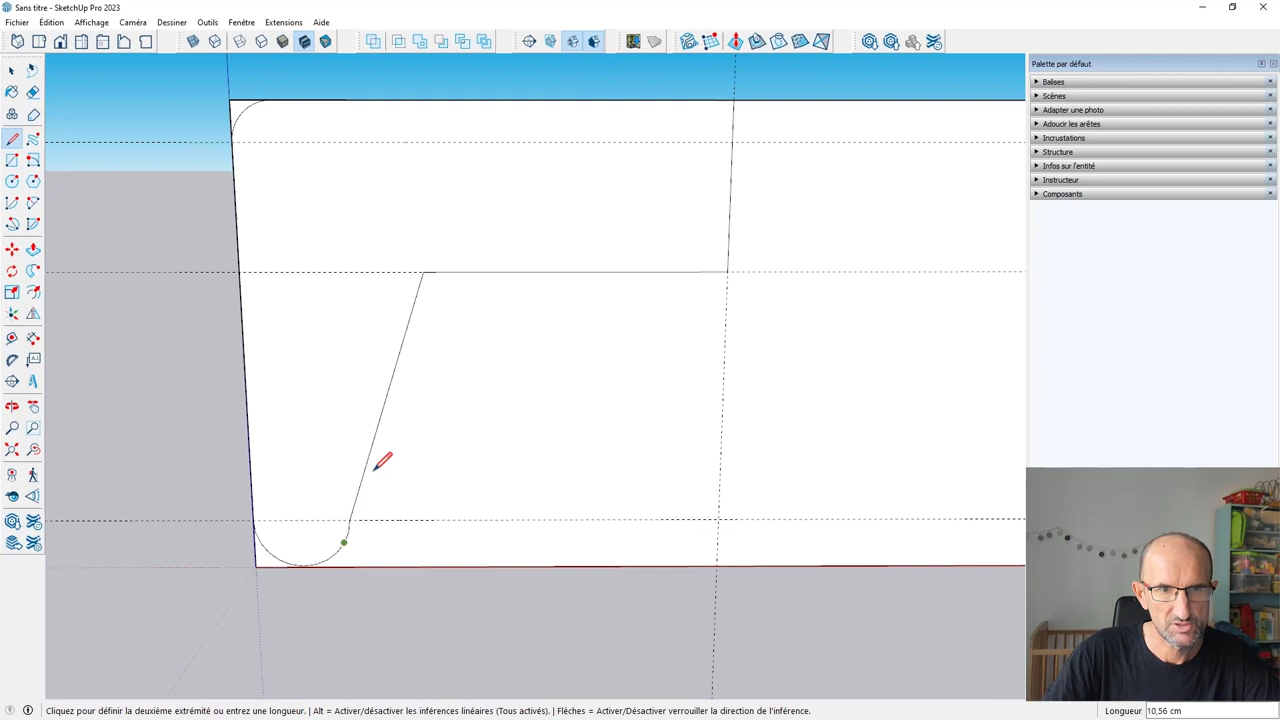 Sans titre - SketchUp Pro 2023
Fichier Édition Affichage Caméra Dessiner Outils Fenêtre Extensions Aide
Palette par défaut
Balises
Scènes
Adapter une photo
Adoucir les arêtes
Incrustations
Structure
Infos sur l'entité
Instructeur
Composants
Cliquez pour définir la deuxième extrémité ou entrez une longueur. | Alt = Activer/désactiver les inférences linéaires (Tous activés). | Flèches = Activer/Désactiver verrouiller la direction de l'inférence. Longueur 10,56 cm